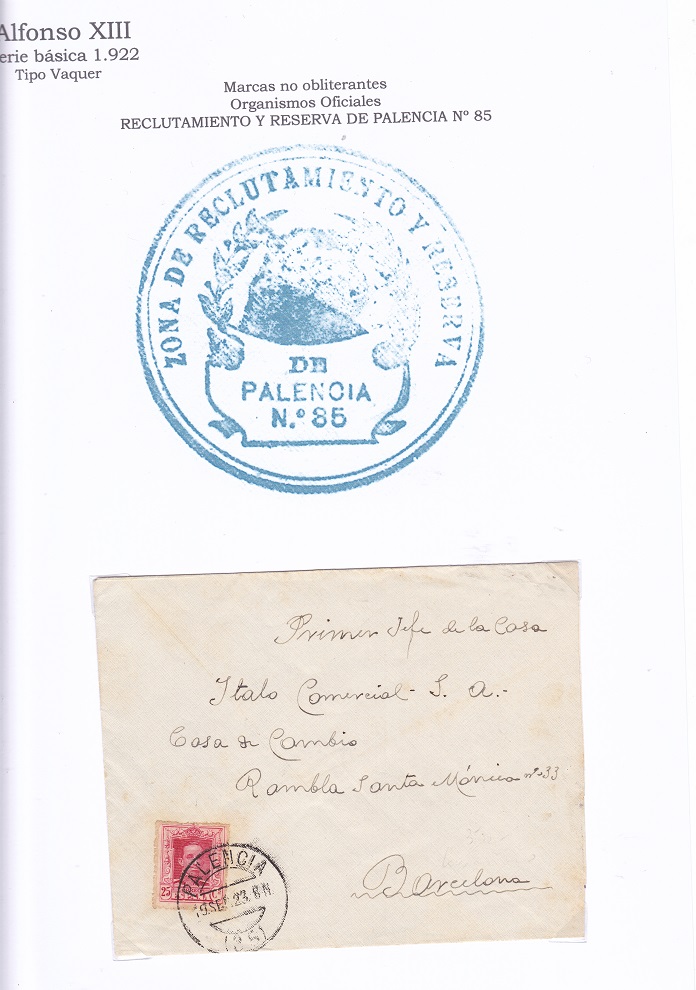 Alfonso XIII
erie básica 1.922
Tipo Vaquer
Marcas no obliterantes
Organismos Oficiales
RECLUTAMIENTO Y RESERVA DE PALENCIA Nº 85
ZONA DE RECLUTAMIENTO Y RESERVA
DE
PALENCIA
N.º 85
Primer Jefe de la Casa
Italo Comercial - S. A.-
Casa de Cambio
Rambla Santa Mónica nº 33
Barcelona
25
PALENCIA
23. 8N